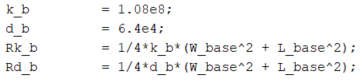 k_b = 1.08e8;
d_b = 6.4e4;
Rk_b = 1/4*k_b*(W_base^2 + L_base^2);
Rd_b = 1/4*d_b*(W_base^2 + L_base^2);